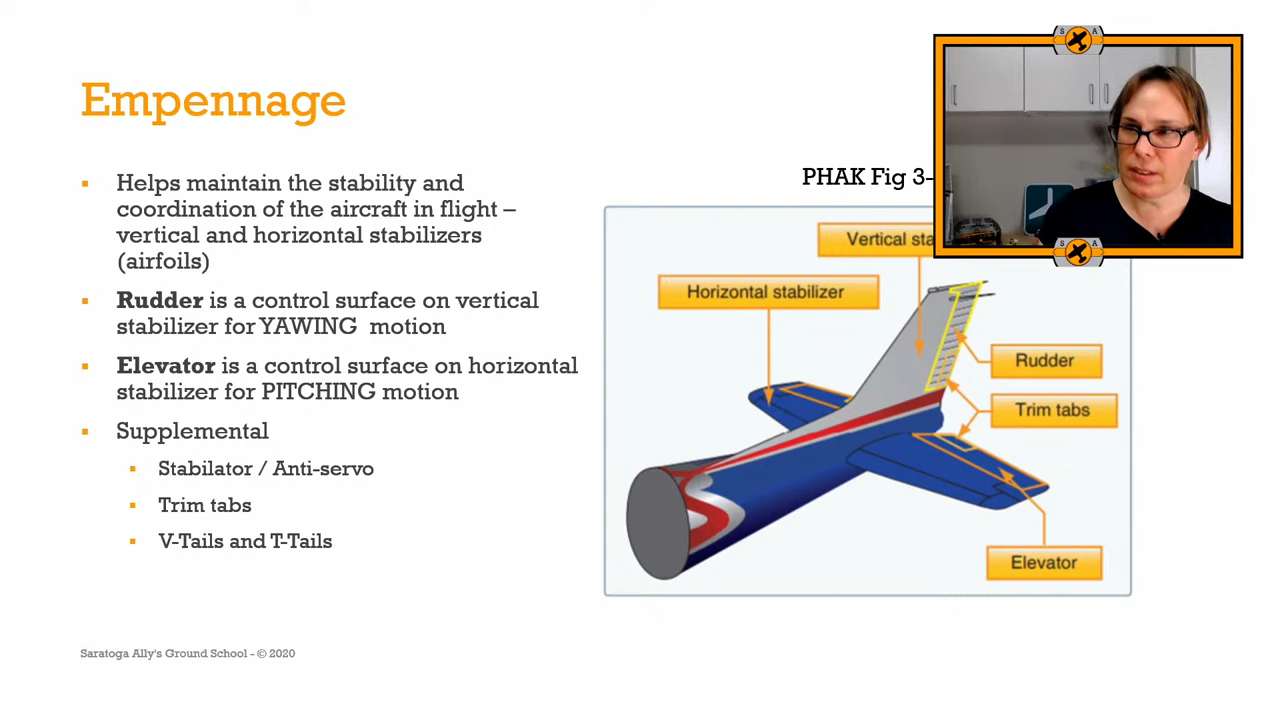 Empennage
Helps maintain the stability and
coordination of the aircraft in flight –
vertical and horizontal stabilizers
(airfoils)
Rudder is a control surface on vertical
stabilizer for YAWING motion
Elevator is a control surface on horizontal
stabilizer for PITCHING motion
Supplemental
Stabilator / Anti-servo
Trim tabs
V-Tails and T-Tails
PHAK Fig 3-
Vertical sta
Horizontal stabilizer
Rudder
Trim tabs
Elevator
S A
S A
Saratoga Ally's Ground School - © 2020